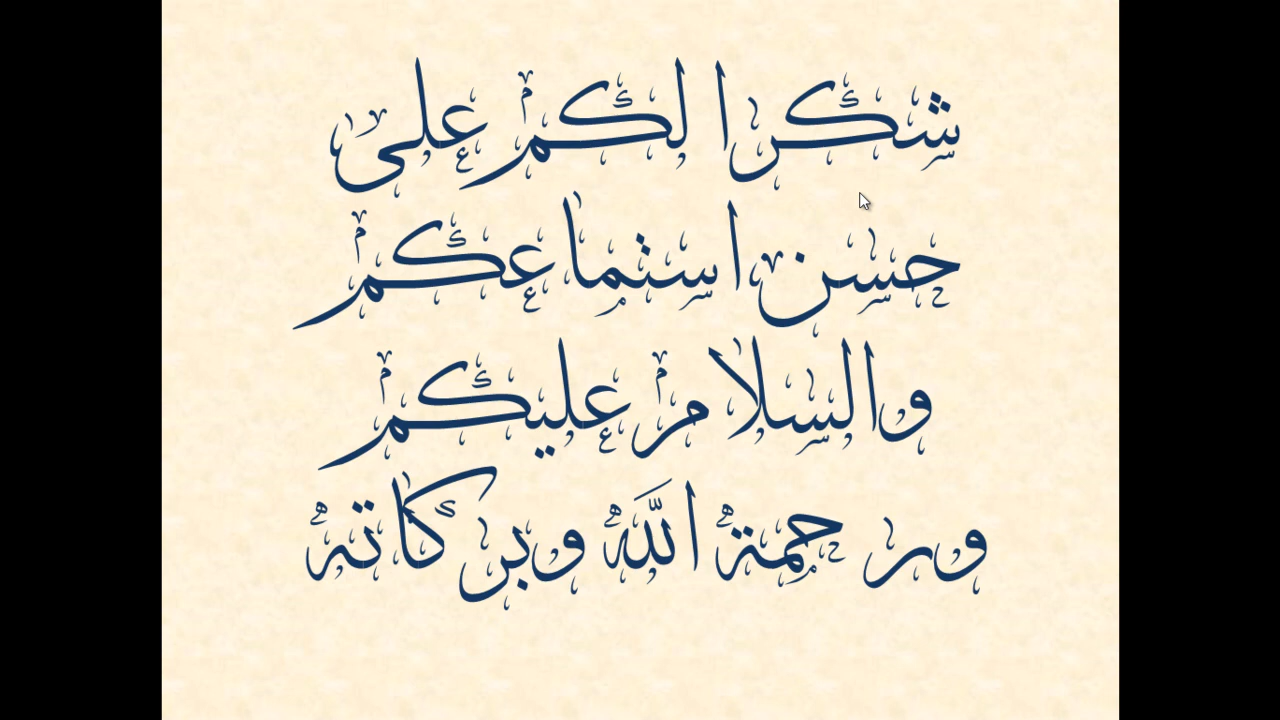 شكرا لكم على
حسن استماعكم
والسلام عليكم
ورحمة الله وبركاته